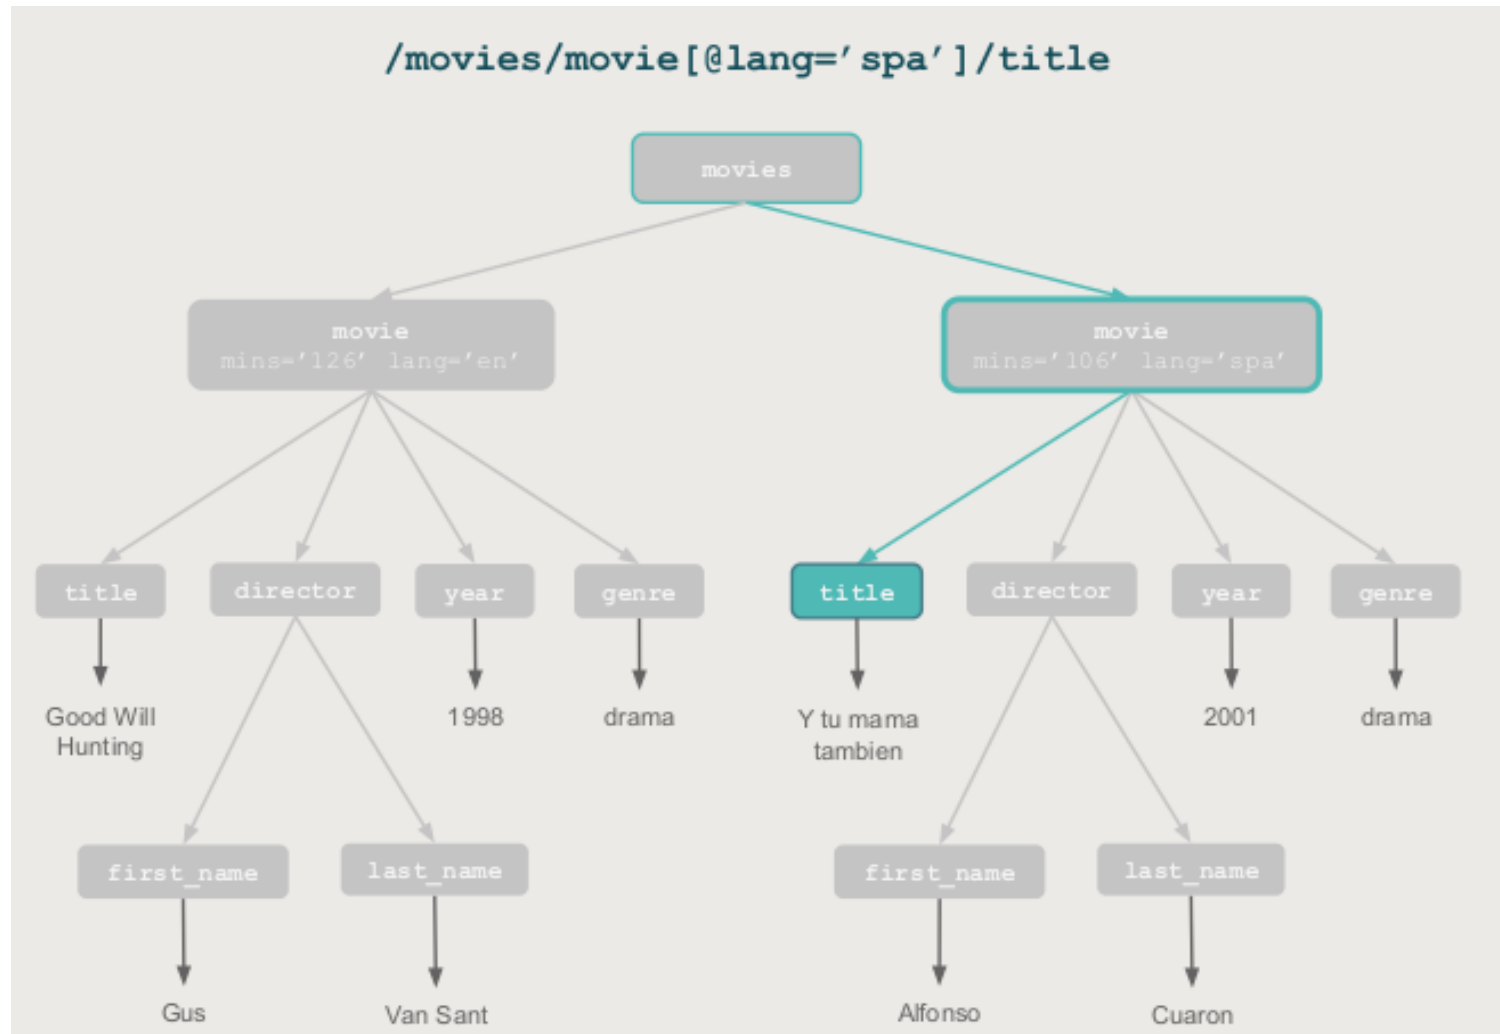 /movies/movie[@lang=’spa’]/title
movies
movie
mins=’126’ lang=’en’
movie
mins=’106’ lang=’spa’
title
director
year
genre
title
director
year
genre
Good Will
Hunting
1998
drama
Y tu mama
tambien
2001
drama
first_name
last_name
first_name
last_name
Gus
Van Sant
Alfonso
Cuaron